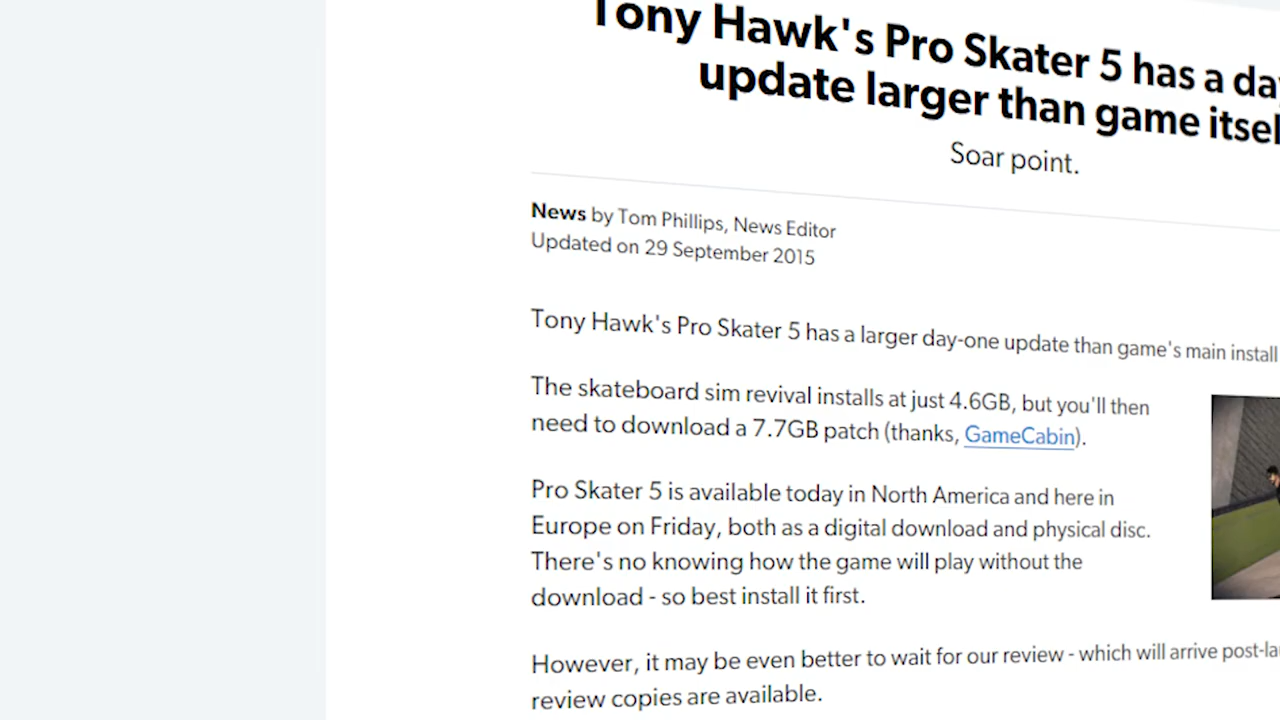 Tony Hawk's Pro Skater 5 has a
update larger than game
Soar point.
News by Tom Phillips, News Editor
Updated on 29 September 2015
Tony Hawk's Pro Skater 5 has a larger day-one update than game's main install
The skateboard sim revival installs at just 4.6GB, but you'll then
need to download a 7.7GB patch (thanks, GameCabin).
Pro Skater 5 is available today in North America and here in
Europe on Friday, both as a digital download and physical disc.
There's no knowing how the game will play without the
download - so best install it first.
However, it may be even better to wait for our review - which will arrive
review copies are available.